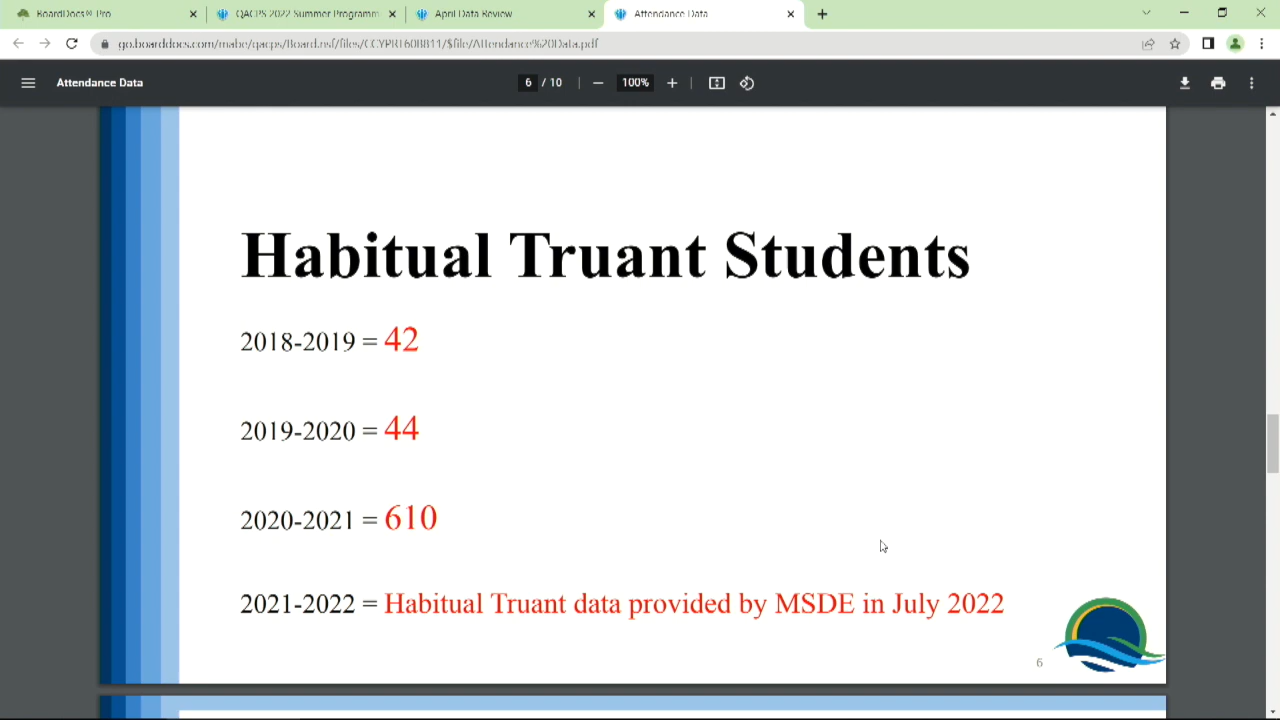 BoardDocs® Pro
QACPS 2022 Summer Programm
April Data Review
Attendance Data
go.boarddocs.com/mabe/qacps/Board.nsf/files/CCYPRT60BB11/$file/Attendance%20Data.pdf
Attendance Data
6 / 10
100%
Habitual Truant Students
2018-2019 = 42
2019-2020 = 44
2020-2021 = 610
2021-2022 = Habitual Truant data provided by MSDE in July 2022
6